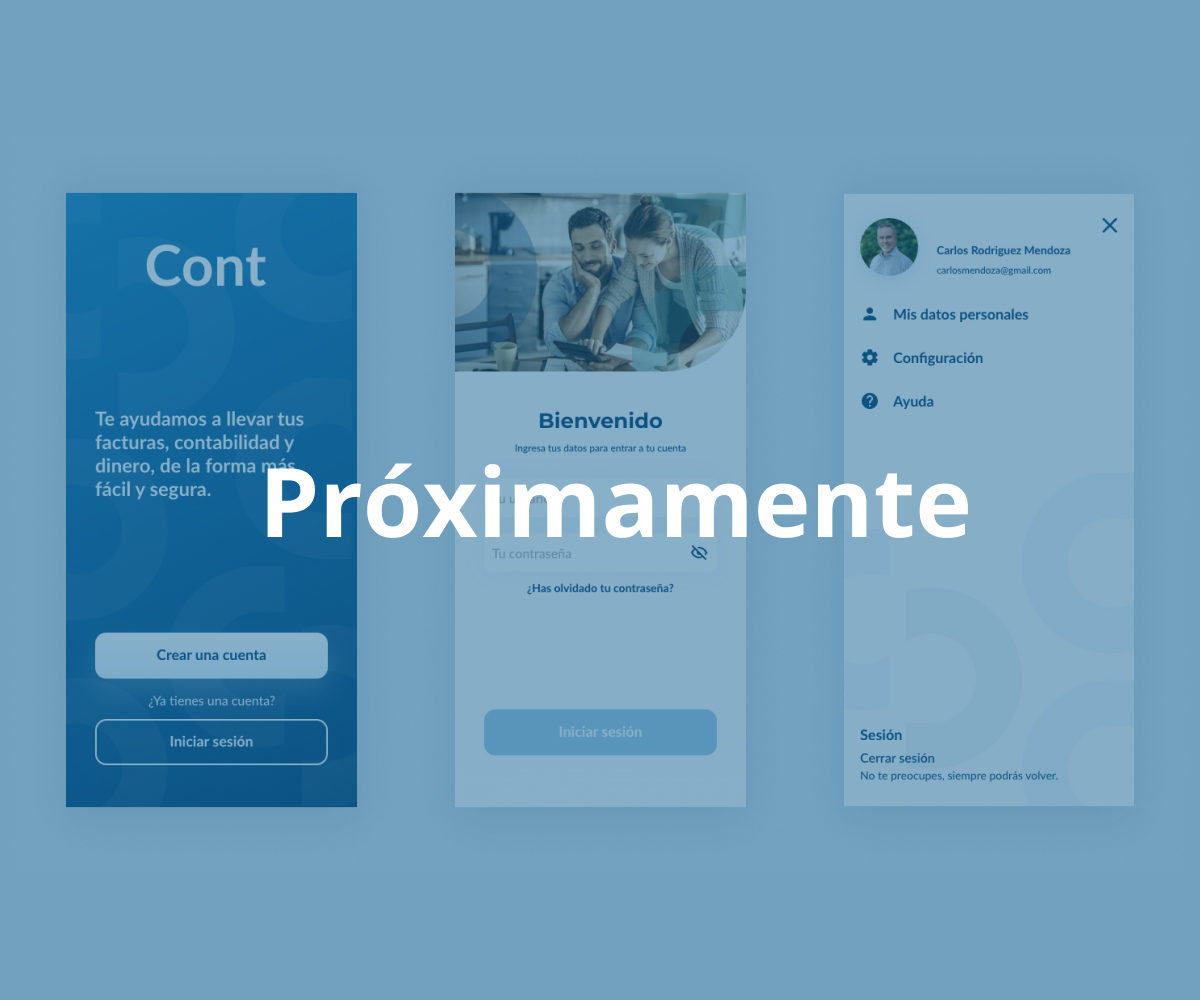 Cont
Te ayudamos a llevar tus
facturas, contabilidad y
dinero, de la forma más
fácil y segura.
Crear una cuenta
¿Ya tienes una cuenta?
Iniciar sesión
Bienvenido
Ingresa tus datos para entrar a tu cuenta
Tu contraseña
¿Has olvidado tu contraseña?
Iniciar sesión
Carlos Rodriguez Mendoza
carlosmendoza@gmail.com
Mis datos personales
Configuración
Ayuda
Sesión
Cerrar sesión
No te preocupes, siempre podrás volver.
Próximamente